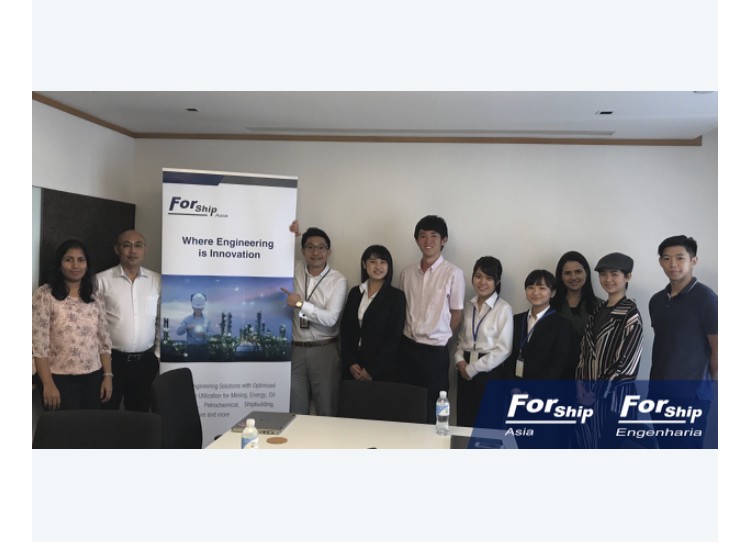 ForShip
Asia
Where Engineering
is Innovation
Engineering Solutions with Optimised
Utilization for Mining, Energy, Oil
Petrochemical, Shipbuilding,
and more
ForShip
Asia
ForShip
Engenharia